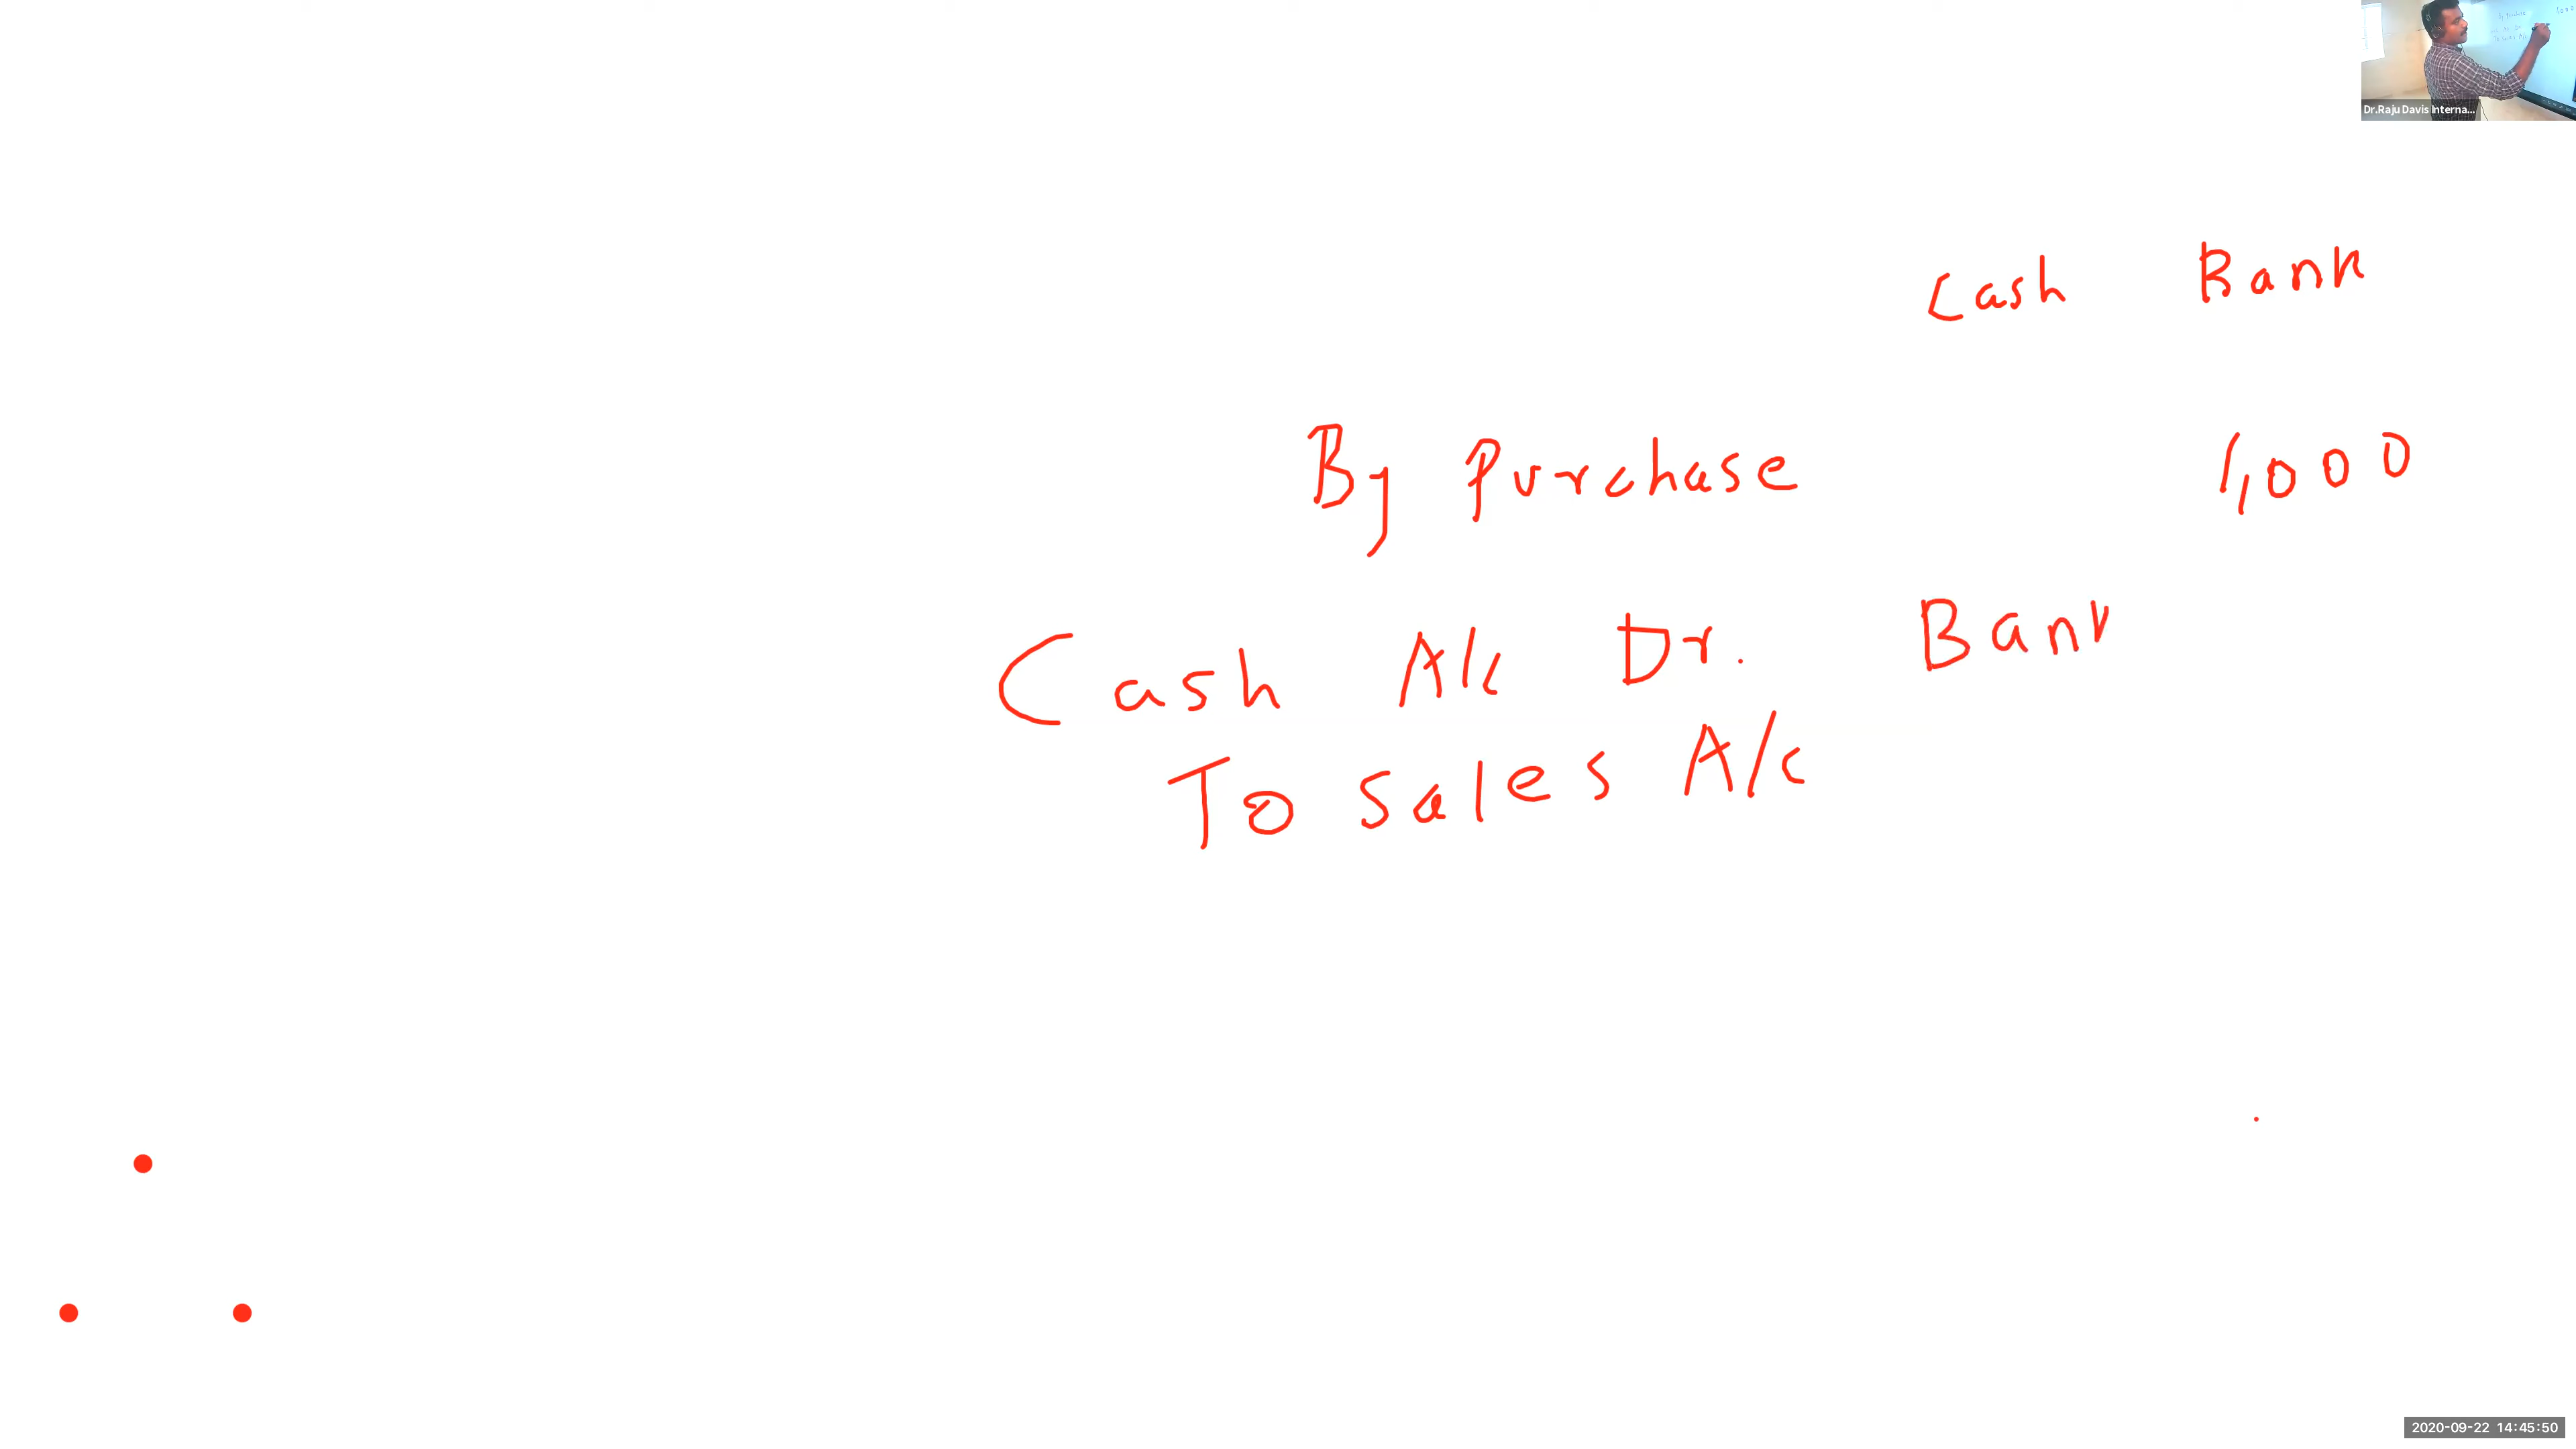 Dr.Raju Davis Interna...
Cash Bank
By Purchase 1,000
Cash A/c Dr. Bank
To Sales A/c
2020-09-22 14:45:50